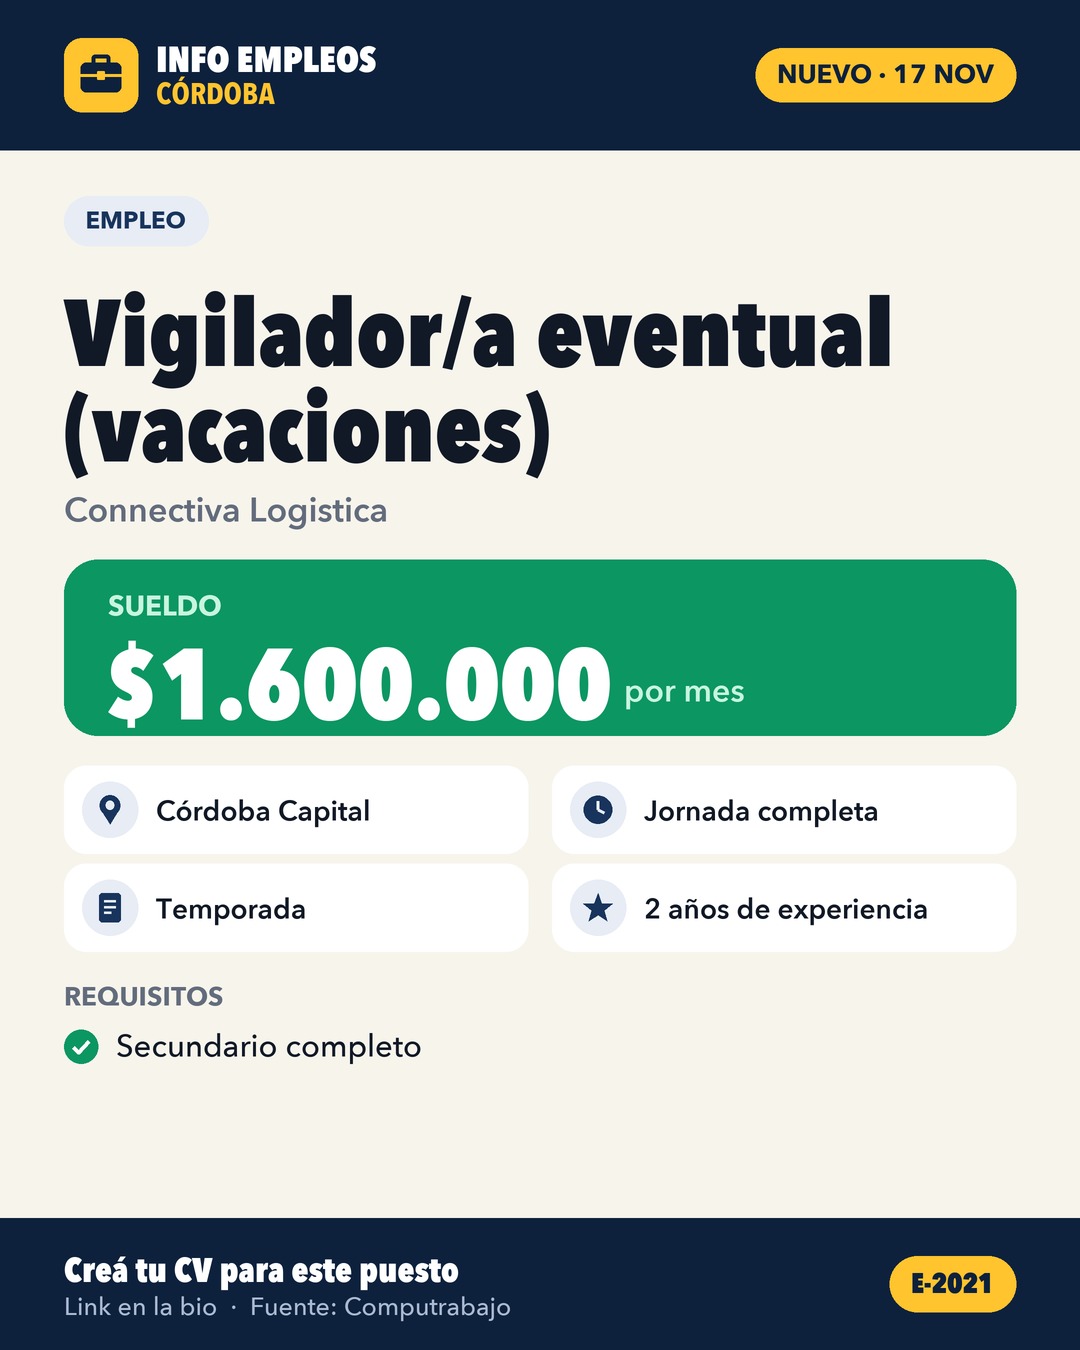 INFO EMPLEOS
CÓRDOBA
NUEVO · 17 NOV
EMPLEO
Vigilador/a eventual
(vacaciones)
Connectiva Logistica
SUELDO
$1.600.000 por mes
Córdoba Capital
Jornada completa
Temporada
2 años de experiencia
REQUISITOS
Secundario completo
Creá tu CV para este puesto
Link en la bio · Fuente: Computrabajo
E-2021